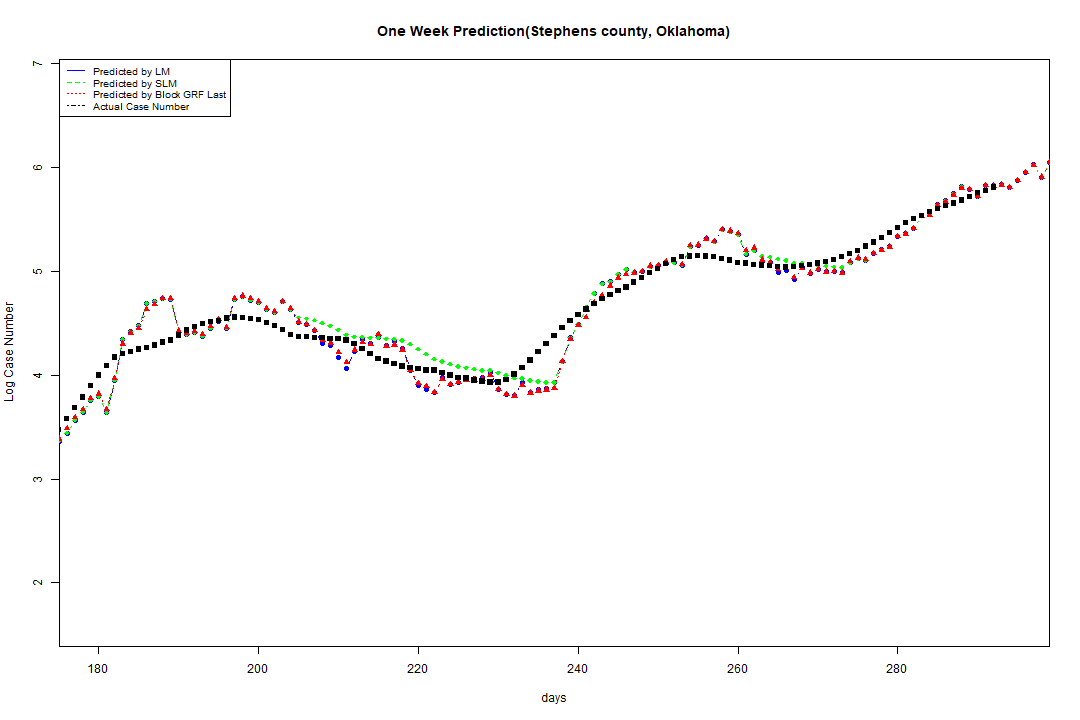 One Week Prediction(Stephens county, Oklahoma)
Predicted by LM
Predicted by SLM
Predicted by Block GRF Last
Actual Case Number
7
6
5
4
3
2
Log Case Number
180 200 220 240 260 280
days